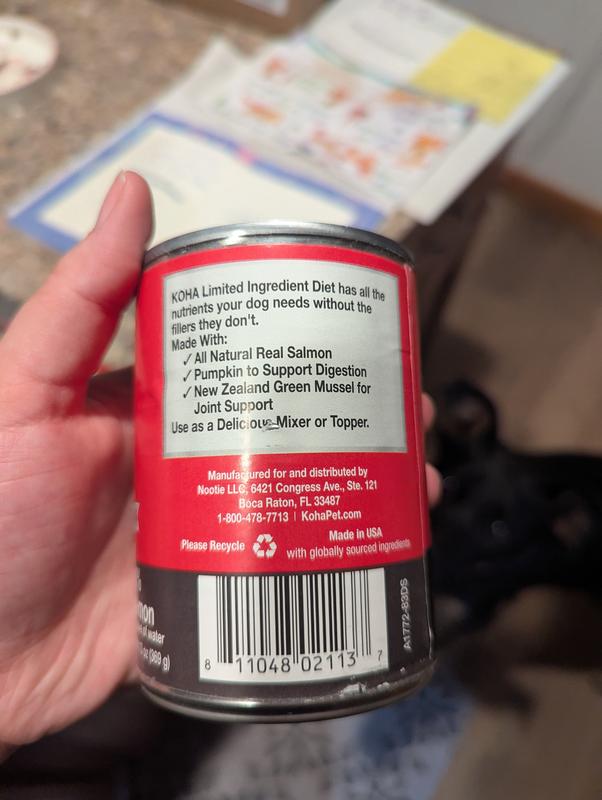 KOHA Limited Ingredient Diet has all the
nutrients your dog needs without the
fillers they don't.
Made With:
✓ All Natural Real Salmon
✓ Pumpkin to Support Digestion
✓ New Zealand Green Mussel for
Joint Support
Use as a Delicious Mixer or Topper.
Manufactured for and distributed by
Nootie LLC, 6421 Congress Ave., Ste. 121
Boca Raton, FL 33487
1-800-478-7713 | KohaPet.com
Please Recycle
Made in USA
with globally sourced ingredients
water
oz (369 g)
8 11048 02113 7
A1772-83DS